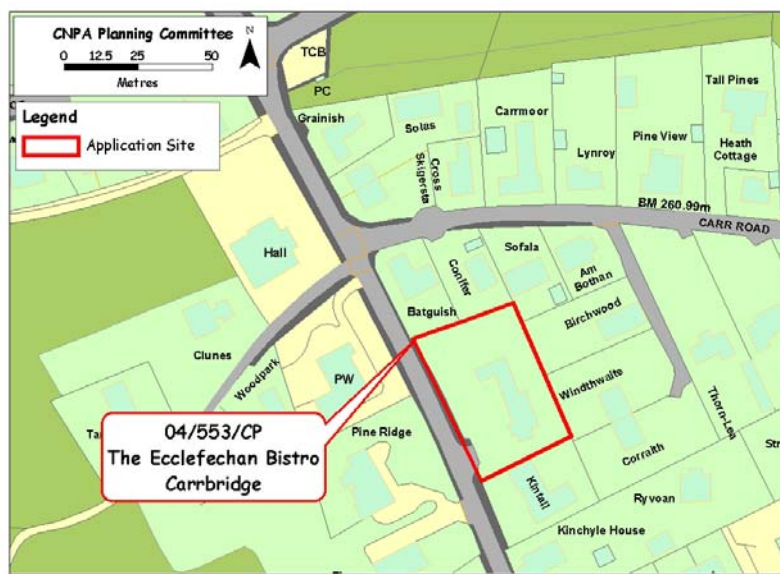 CNPA Planning Committee
0 12.5 25 50
Metres
N
Legend
Application Site
TCB
PC
Grainish
Solas
Carrmoor
Tall Pines
Skigersta
Cross
Lynroy
Pine View
Heath
Cottage
BM 260.99m
CARR ROAD
Hall
Conifer
Sofala
Am
Bothan
Batguish
Birchwood
Clunes
Woodpark
PW
Windthwaite
Thorn-Lea
Pine Ridge
04/553/CP
The Ecclefechan Bistro
Carrbridge
Corraith
Kintail
Ryvoan
Kinchyle House